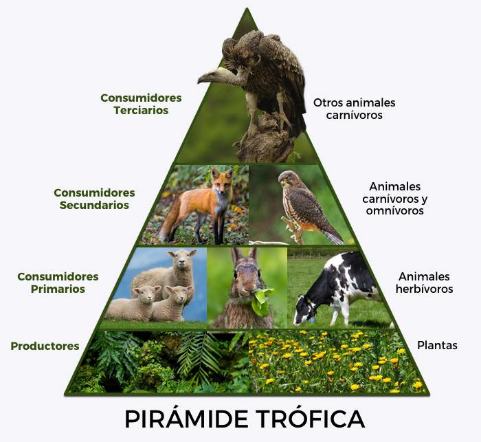 Consumidores
Terciarios
Otros animales
carnívoros
Consumidores
Secundarios
Animales
carnívoros y
omnívoros
Consumidores
Primarios
Animales
herbívoros
Productores
Plantas
PIRÁMIDE TRÓFICA